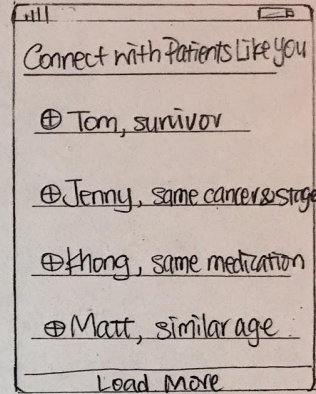 Connect with Patients Like You
⊕ Tom, survivor
⊕ Jenny, same cancer & stage
⊕ Khong, same medication
⊕ Matt, similar age
Load More